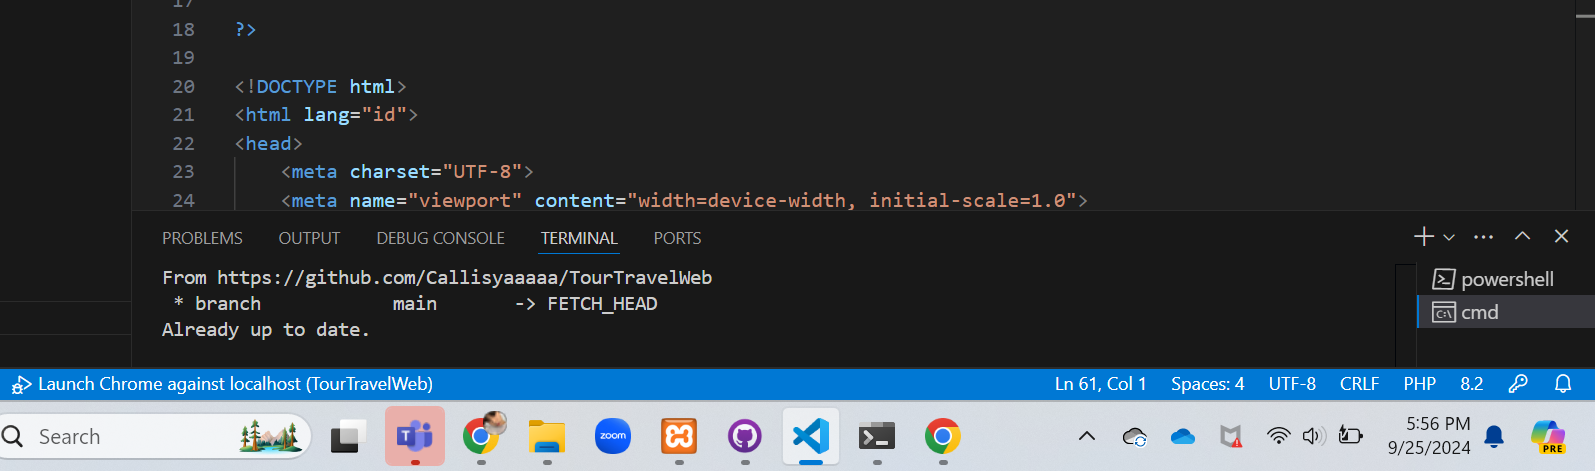 17
18 ?>
19
20 <!DOCTYPE html>
21 <html lang="id">
22 <head>
23 <meta charset="UTF-8">
24 <meta name="viewport" content="width=device-width, initial-scale=1.0">
PROBLEMS OUTPUT DEBUG CONSOLE TERMINAL PORTS
From https://github.com/Callisyaaaaa/TourTravelWeb
* branch main -> FETCH_HEAD
Already up to date.
powershell
cmd
Launch Chrome against localhost (TourTravelWeb) Ln 61, Col 1 Spaces: 4 UTF-8 CRLF PHP 8.2
Search
zoom
5:56 PM
9/25/2024
PRE